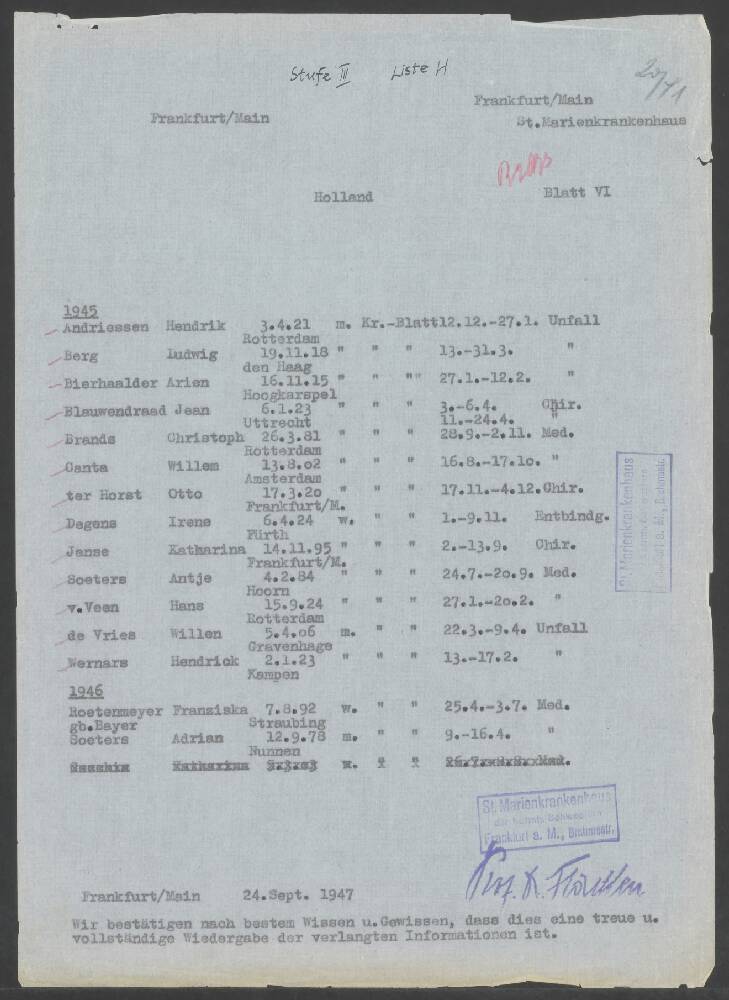 Stufe III Liste H
Frankfurt/Main
Frankfurt/Main
St.Marienkrankenhaus
Holland
Blatt VI
1945
Andriessen Hendrik 3.4.21 m. Kr.-Blatt12.12.-27.1. Unfall
Rotterdam
Berg Ludwig 19.11.18 " " " 13.-31.3. "
den Haag
Bierhaalder Arien 16.11.15 " " "" 27.1.-12.2. "
Hoogkarspel
Blauwendraad Jean 6.1.23 " " " 3.-6.4. Chir.
Uttrecht 11.-24.4. "
Brands Christoph 26.3.81 " " " 28.9.-2.11. Med.
Rotterdam
Canta Willem 13.8.02 " " " 16.8.-17.10. "
Amsterdam
ter Horst Otto 17.3.20 " " " 17.11.-4.12.Chir.
Frankfurt/M.
Degens Irene 6.4.24 w. " " 1.-9.11. Entbindg.
Fürth
Janse Katharina 14.11.95 " " " 2.-13.9. Chir.
Frankfurt/M.
Soeters Antje 4.2.84 " " " 24.7.-20.9. Med.
Hoorn
v.Veen Hans 15.9.24 " " " 27.1.-20.2. "
Rotterdam
de Vries Willen 5.4.06 m. " " 22.3.-9.4. Unfall
Gravenhage
Wernars Hendrick 2.1.23 " " " 13.-17.2. "
Kampen
1946
Roetenmeyer Franziska 7.8.92 w. " " 25.4.-3.7. Med.
gb.Bayer Straubing
Soeters Adrian 12.9.78 m. " " 9.-16.4. "
Nunnen
St. Marienkrankenhaus
Frankfurt a. M., Brahmsstr.
St. Marienkrankenhaus
Frankfurt a. M., Brahmsstr.
Frankfurt/Main 24.Sept. 1947
Wir bestätigen nach bestem Wissen u.Gewissen, dass dies eine treue u.
vollständige Wiedergabe der verlangten Informationen ist.